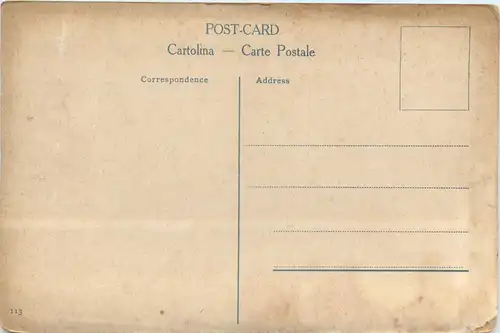 POST-CARD
Cartolina — Carte Postale
Correspondence
Address
113